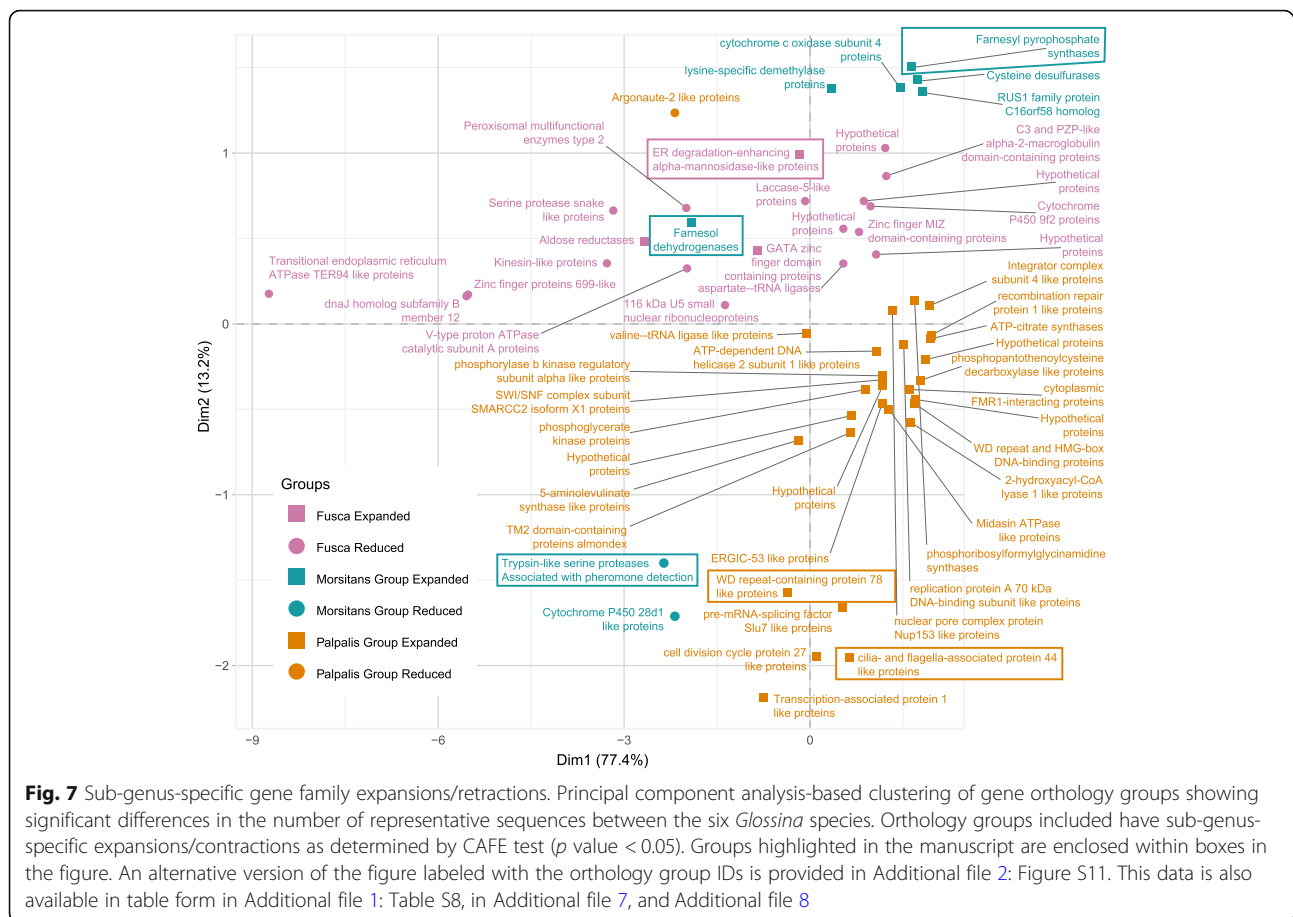 cytochrome c oxidase subunit 4
proteins
Farnesyl pyrophosphate
synthases
lysine-specific demethylase
proteins
Cysteine desulfurases
RUS1 family protein
C16orf58 homolog
Argonaute-2 like proteins
Peroxisomal multifunctional
enzymes type 2
Hypothetical
proteins
C3 and PZP-like
alpha-2-macroglobulin
domain-containing proteins
ER degradation-enhancing
alpha-mannosidase-like proteins
Hypothetical
proteins
Laccase-5-like
proteins
Serine protease snake
like proteins
Cytochrome
P450 9f2 proteins
Hypothetical
proteins
Zinc finger MIZ
domain-containing proteins
Farnesol
dehydrogenases
Aldose reductases
Hypothetical
proteins
GATA zinc
finger domain
containing proteins
Kinesin-like proteins
Transitional endoplasmic reticulum
ATPase TER94 like proteins
Zinc finger proteins 699-like
aspartate--tRNA ligases
Integrator complex
subunit 4 like proteins
dnaJ homolog subfamily B
member 12
116 kDa U5 small
nuclear ribonucleoproteins
recombination repair
protein 1 like proteins
V-type proton ATPase
catalytic subunit A proteins
valine--tRNA ligase like proteins
ATP-citrate synthases
Hypothetical proteins
ATP-dependent DNA
helicase 2 subunit 1 like proteins
phosphopantothenoylcysteine
decarboxylase like proteins
phosphorylase b kinase regulatory
subunit alpha like proteins
SWI/SNF complex subunit
SMARCC2 isoform X1 proteins
cytoplasmic
FMR1-interacting proteins
phosphoglycerate
kinase proteins
Hypothetical
proteins
Hypothetical
proteins
WD repeat and HMG-box
DNA-binding proteins
5-aminolevulinate
synthase like proteins
Hypothetical
proteins
2-hydroxyacyl-CoA
lyase 1 like proteins
TM2 domain-containing
proteins almondex
Midasin ATPase
like proteins
ERGIC-53 like proteins
phosphoribosylformylglycinamidine
synthases
Trypsin-like serine proteases
Associated with pheromone detection
WD repeat-containing protein 78
like proteins
replication protein A 70 kDa
DNA-binding subunit like proteins
Cytochrome P450 28d1
like proteins
pre-mRNA-splicing factor
Slu7 like proteins
nuclear pore complex protein
Nup153 like proteins
cell division cycle protein 27
like proteins
cilia- and flagella-associated protein 44
like proteins
Transcription-associated protein 1
like proteins
Groups
Fusca Expanded
Fusca Reduced
Morsitans Group Expanded
Morsitans Group Reduced
Palpalis Group Expanded
Palpalis Group Reduced
1
0
−1
−2
Dim2 (13.2%)
−9
−6
−3
0
Dim1 (77.4%)
Fig. 7 Sub-genus-specific gene family expansions/retractions. Principal component analysis-based clustering of gene orthology groups showing
significant differences in the number of representative sequences between the six Glossina species. Orthology groups included have sub-genus-
specific expansions/contractions as determined by CAFE test (p value < 0.05). Groups highlighted in the manuscript are enclosed within boxes in
the figure. An alternative version of the figure labeled with the orthology group IDs is provided in Additional file 2: Figure S11. This data is also
available in table form in Additional file 1: Table S8, in Additional file 7, and Additional file 8